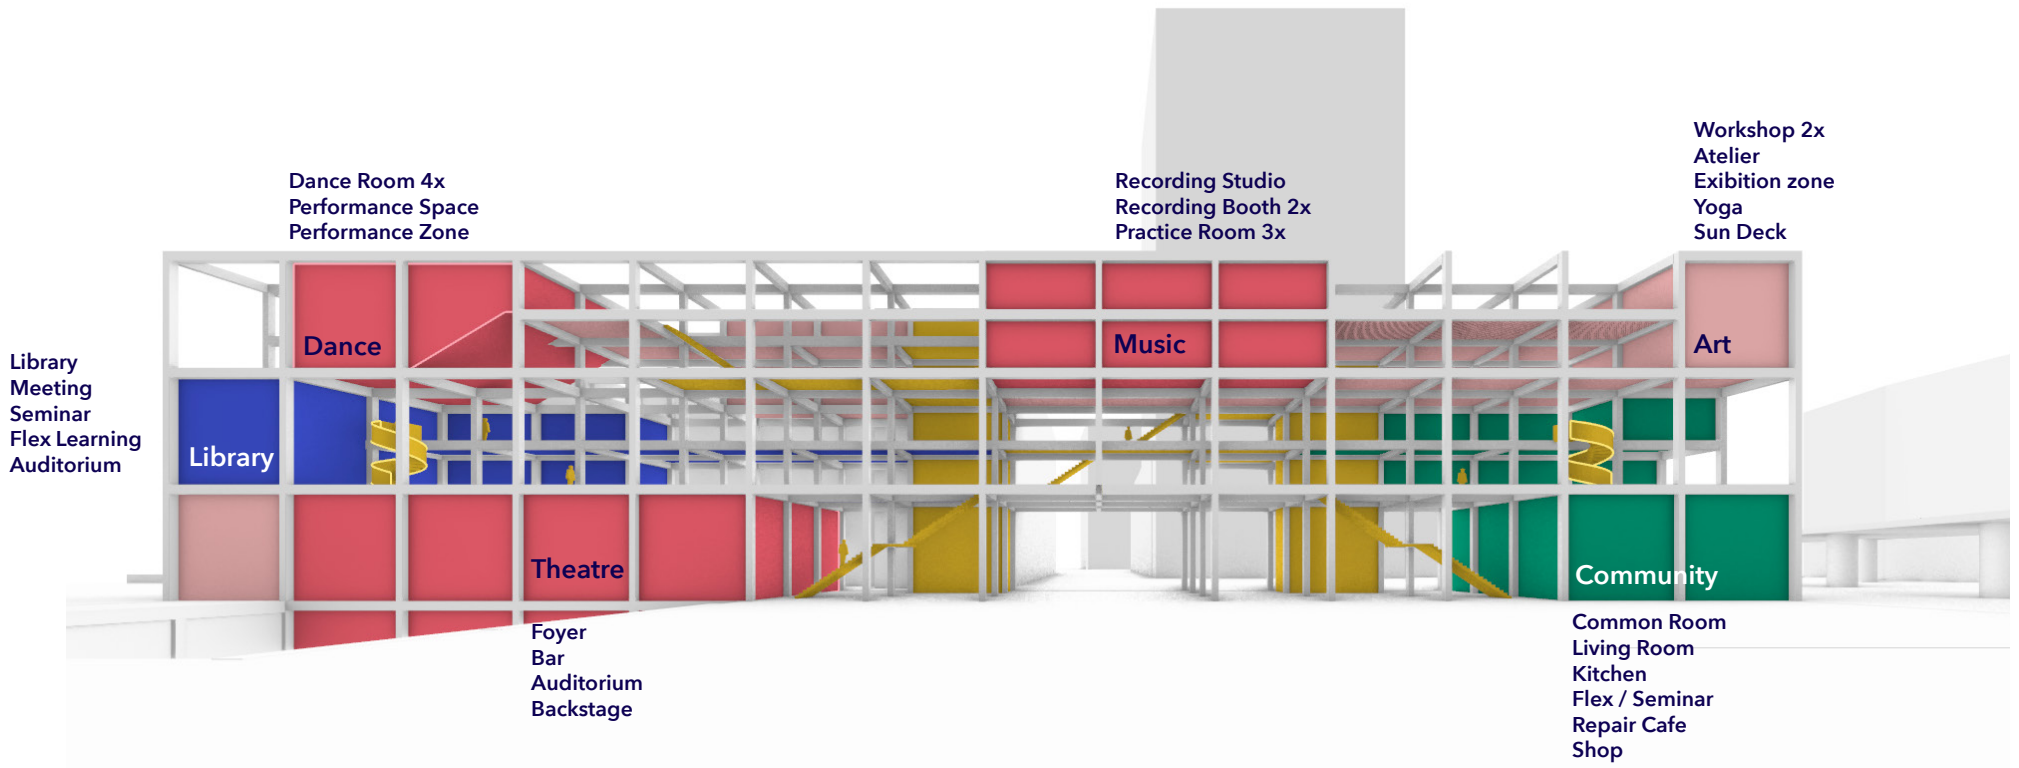 Workshop 2x
Atelier
Exibition zone
Yoga
Sun Deck
Dance Room 4x
Performance Space
Performance Zone
Recording Studio
Recording Booth 2x
Practice Room 3x
Dance
Music
Art
Library
Meeting
Seminar
Flex Learning
Auditorium
Library
Theatre
Community
Foyer
Bar
Auditorium
Backstage
Common Room
Living Room
Kitchen
Flex / Seminar
Repair Cafe
Shop